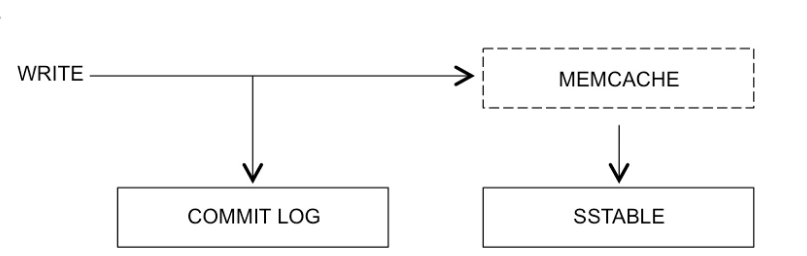 WRITE
MEMCACHE
COMMIT LOG
SSTABLE